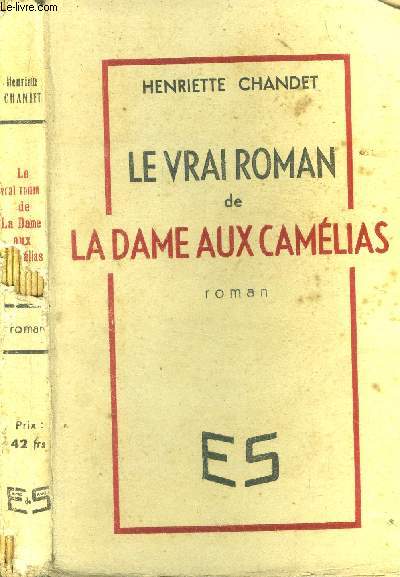 Le-livre.com
Henriette
CHANDET
Le
vrai roman
de
La Dame
aux
roman
Prix :
42 frs
HENRIETTE CHANDET
LE VRAI ROMAN
de
LA DAME AUX CAMÉLIAS
roman
ES